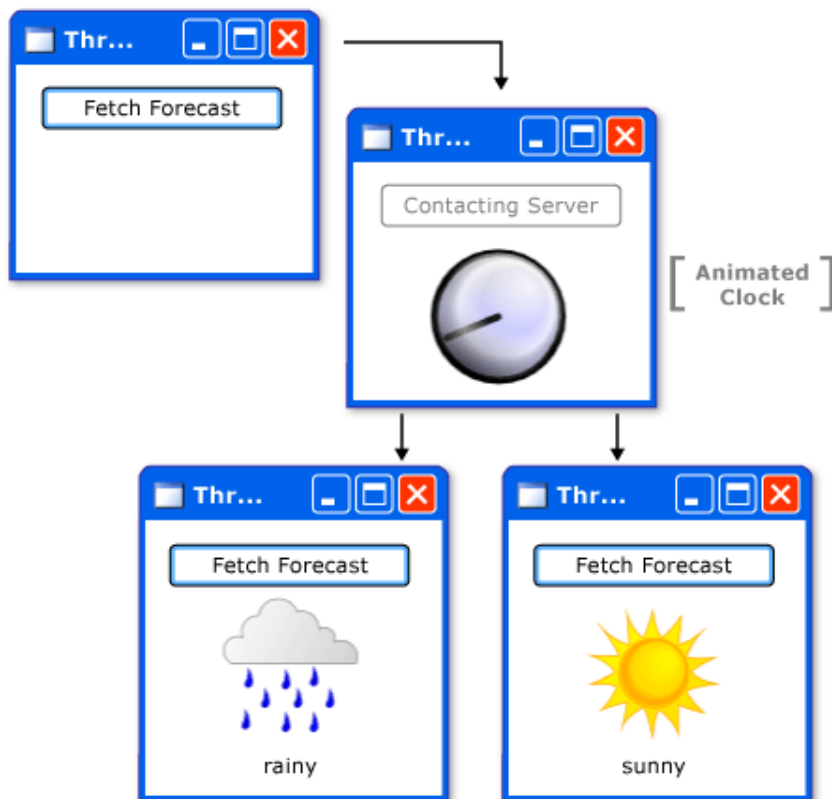 Thr...
Fetch Forecast
Thr...
Contacting Server
Animated
Clock
Thr...
Fetch Forecast
rainy
Thr...
Fetch Forecast
sunny